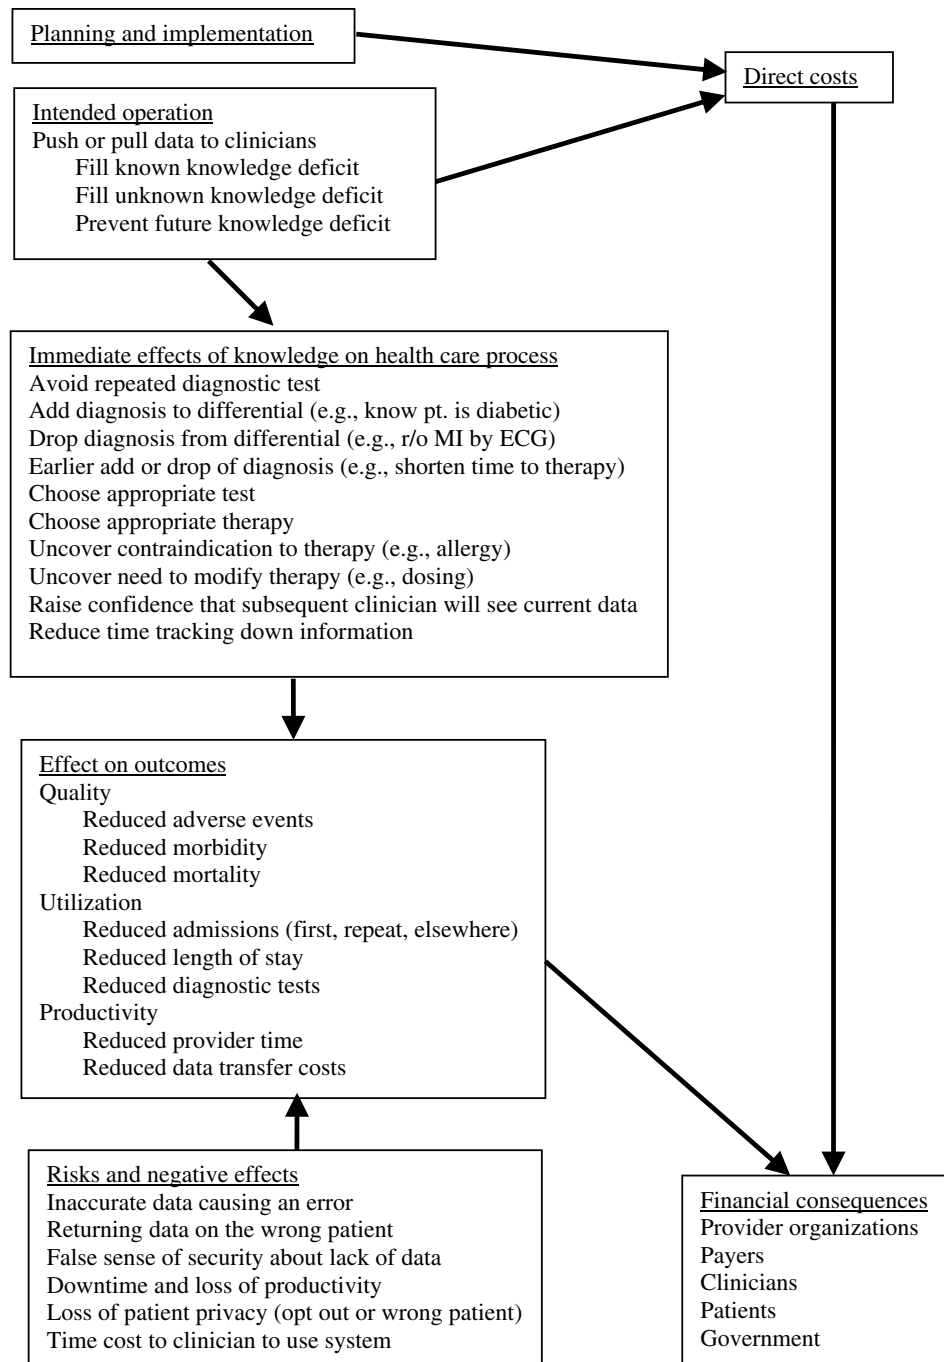 Planning and implementation
Direct costs
Intended operation
Push or pull data to clinicians
Fill known knowledge deficit
Fill unknown knowledge deficit
Prevent future knowledge deficit
Immediate effects of knowledge on health care process
Avoid repeated diagnostic test
Add diagnosis to differential (e.g., know pt. is diabetic)
Drop diagnosis from differential (e.g., r/o MI by ECG)
Earlier add or drop of diagnosis (e.g., shorten time to therapy)
Choose appropriate test
Choose appropriate therapy
Uncover contraindication to therapy (e.g., allergy)
Uncover need to modify therapy (e.g., dosing)
Raise confidence that subsequent clinician will see current data
Reduce time tracking down information
Effect on outcomes
Quality
Reduced adverse events
Reduced morbidity
Reduced mortality
Utilization
Reduced admissions (first, repeat, elsewhere)
Reduced length of stay
Reduced diagnostic tests
Productivity
Reduced provider time
Reduced data transfer costs
Risks and negative effects
Inaccurate data causing an error
Returning data on the wrong patient
False sense of security about lack of data
Downtime and loss of productivity
Loss of patient privacy (opt out or wrong patient)
Time cost to clinician to use system
Financial consequences
Provider organizations
Payers
Clinicians
Patients
Government